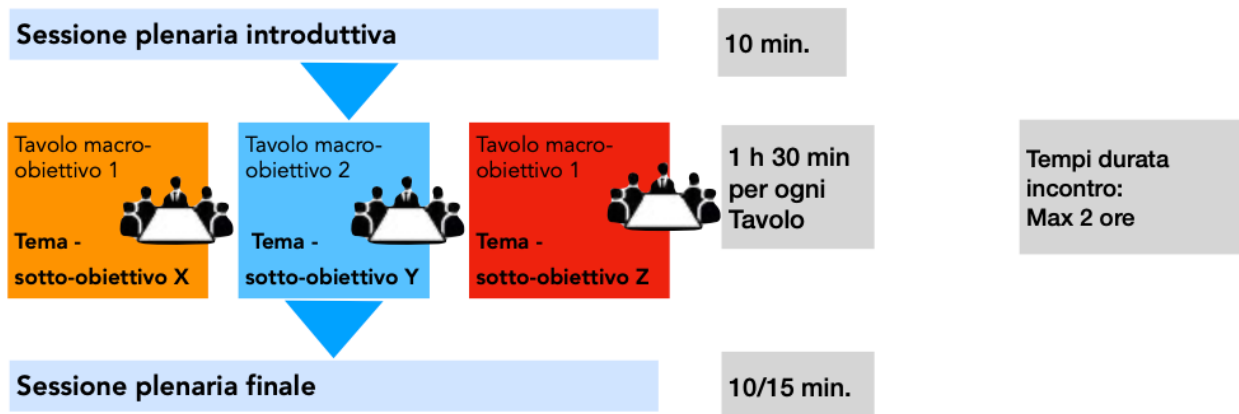 Sessione plenaria introduttiva
10 min.
Tavolo macro-
obiettivo 1
Tema -
sotto-obiettivo X
Tavolo macro-
obiettivo 2
Tema -
sotto-obiettivo Y
Tavolo macro-
obiettivo 1
Tema -
sotto-obiettivo Z
1 h 30 min
per ogni
Tavolo
Tempi durata
incontro:
Max 2 ore
Sessione plenaria finale
10/15 min.